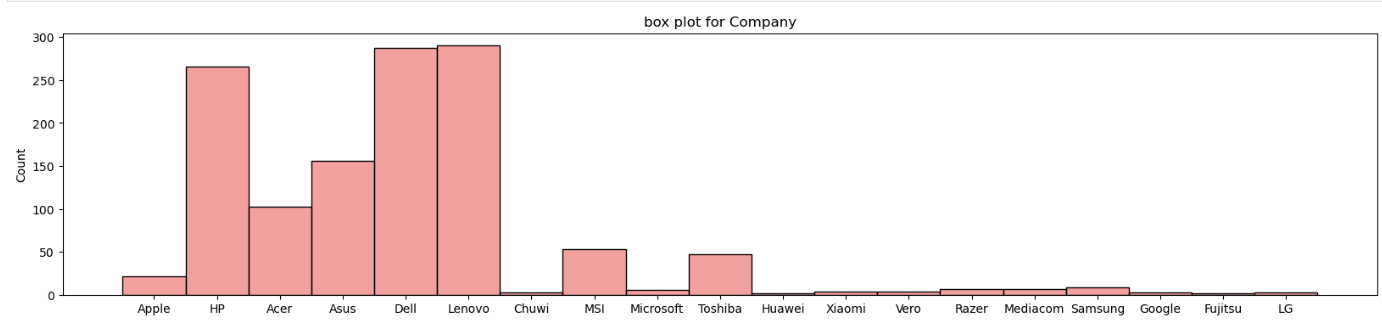 box plot for Company
300
250
200
150
100
50
0
Count
Apple HP Acer Asus Dell Lenovo Chuwi MSI Microsoft Toshiba Huawei Xiaomi Vero Razer Mediacom Samsung Google Fujitsu LG